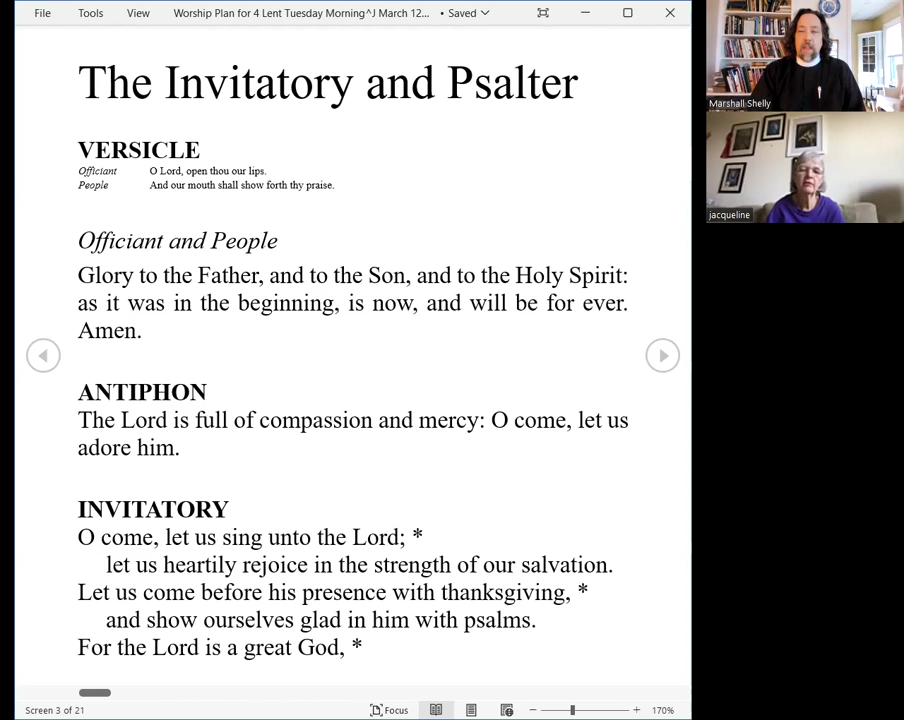 File Tools View Worship Plan for 4 Lent Tuesday Morning^J March 12... • Saved
The Invitatory and Psalter
VERSICLE
Officiant O Lord, open thou our lips.
People And our mouth shall show forth thy praise.
Officiant and People
Glory to the Father, and to the Son, and to the Holy Spirit:
as it was in the beginning, is now, and will be for ever.
Amen.
ANTIPHON
The Lord is full of compassion and mercy: O come, let us
adore him.
INVITATORY
O come, let us sing unto the Lord; *
let us heartily rejoice in the strength of our salvation.
Let us come before his presence with thanksgiving, *
and show ourselves glad in him with psalms.
For the Lord is a great God, *
Screen 3 of 21 Focus 170%
Marshall Shelly
jacqueline